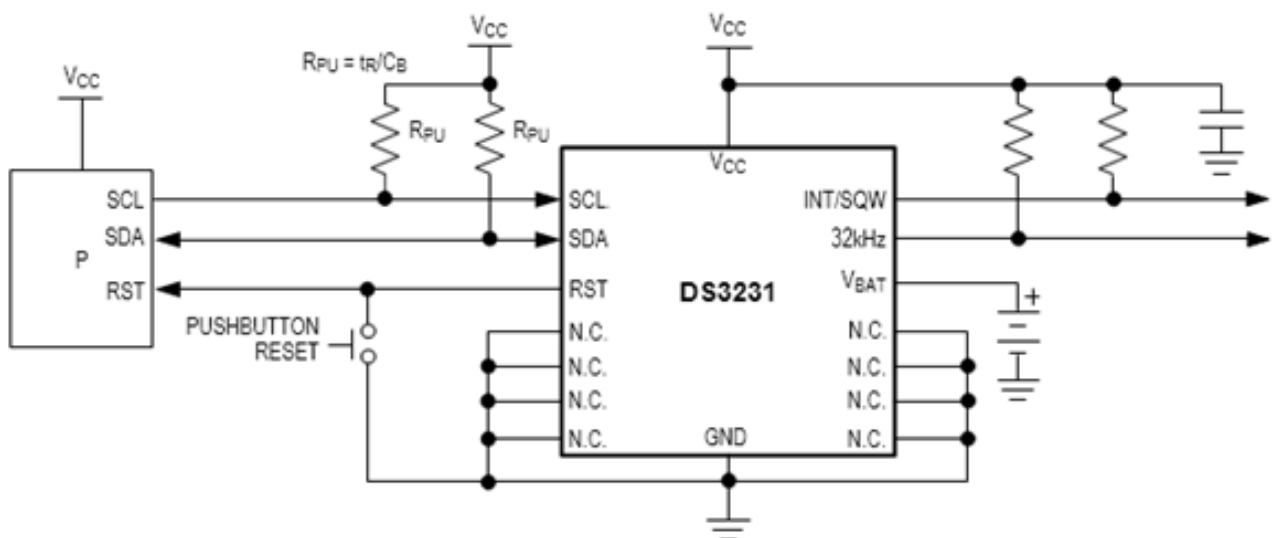 VCC
VCC
VCC
RPU = tR/CB
RPU
RPU
VCC
SCL
SCL.
INT/SQW
SDA
SDA
32kHz
P
RST
RST
DS3231
VBAT
+
PUSHBUTTON
RESET
N.C.
N.C.
N.C.
N.C.
N.C.
N.C.
N.C.
N.C.
GND